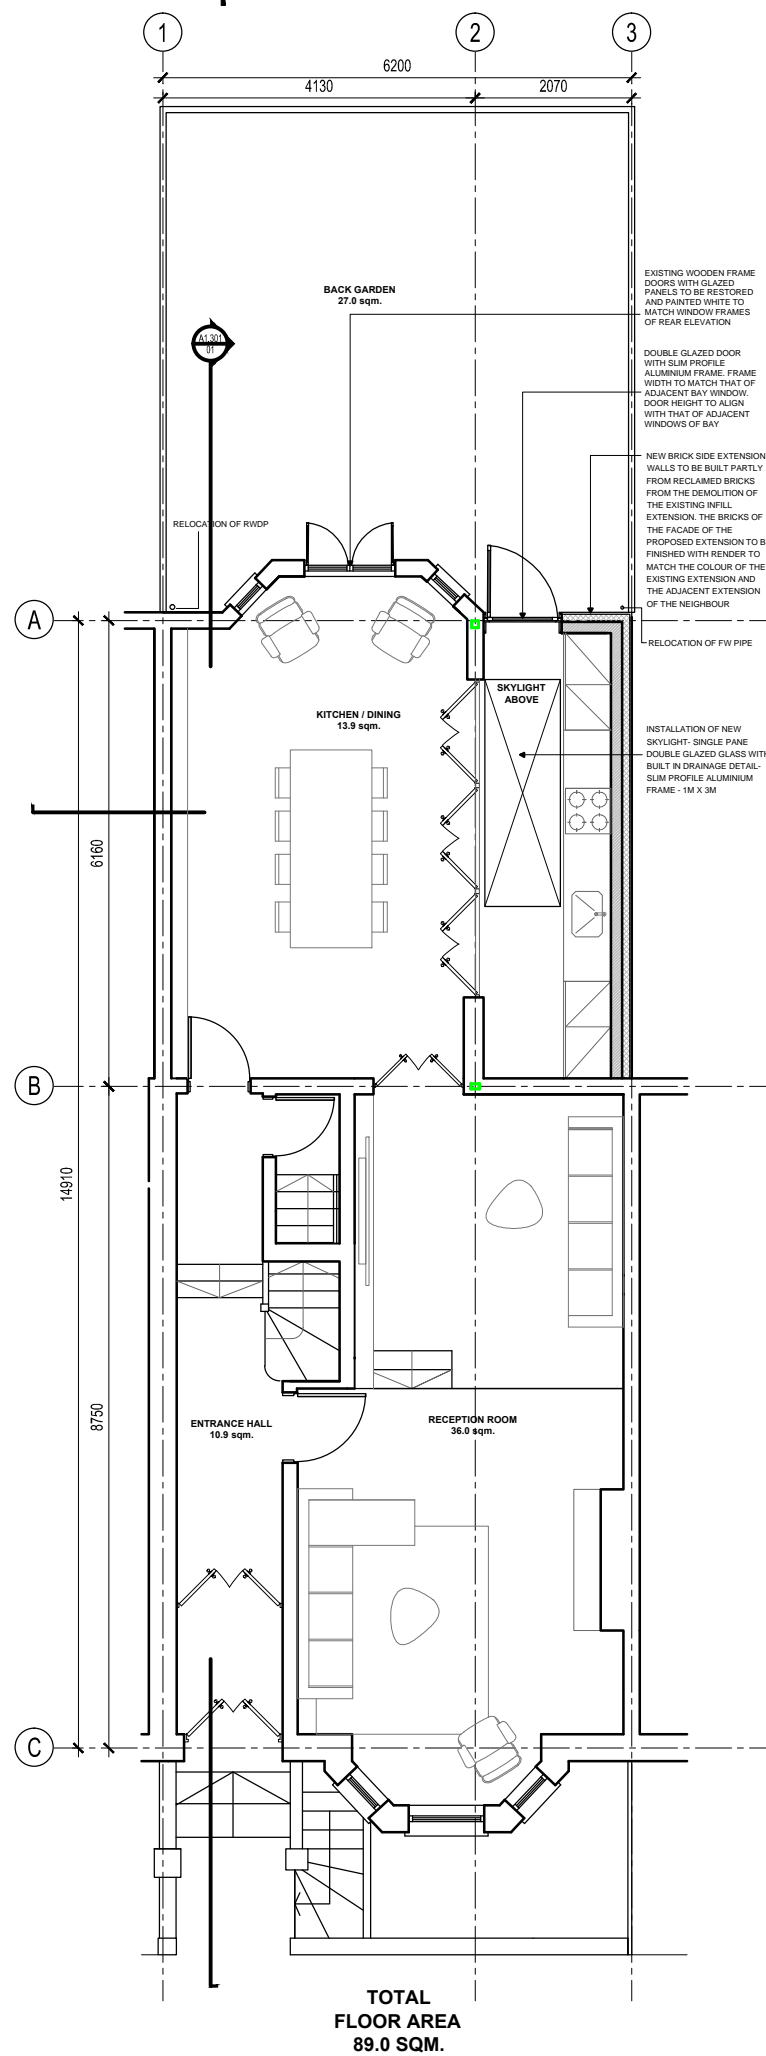 1
2
3
6200
4130
2070
BACK GARDEN
27.0 sqm.
EXISTING WOODEN FRAME
DOORS WITH GLAZED
PANELS TO BE RESTORED
AND PAINTED WHITE TO
MATCH WINDOW FRAMES
OF REAR ELEVATION
A1.301
01
DOUBLE GLAZED DOOR
WITH SLIM PROFILE
ALUMINIUM FRAME. FRAME
WIDTH TO MATCH THAT OF
ADJACENT BAY WINDOW.
DOOR HEIGHT TO ALIGN
WITH THAT OF ADJACENT
WINDOWS OF BAY
NEW BRICK SIDE EXTENSION
WALLS TO BE BUILT PARTLY
FROM RECLAIMED BRICKS
FROM THE DEMOLITION OF
THE EXISTING INFILL
EXTENSION. THE BRICKS OF
THE FACADE OF THE
PROPOSED EXTENSION TO B
FINISHED WITH RENDER TO
MATCH THE COLOUR OF THE
EXISTING EXTENSION AND
THE ADJACENT EXTENSION
OF THE NEIGHBOUR
RELOCATION OF RWDP
A
RELOCATION OF FW PIPE
SKYLIGHT
ABOVE
KITCHEN / DINING
13.9 sqm.
INSTALLATION OF NEW
SKYLIGHT- SINGLE PANE
DOUBLE GLAZED GLASS WITH
BUILT IN DRAINAGE DETAIL-
SLIM PROFILE ALUMINIUM
FRAME - 1M X 3M
6160
B
14910
8750
ENTRANCE HALL
10.9 sqm.
RECEPTION ROOM
36.0 sqm.
C
TOTAL
FLOOR AREA
89.0 SQM.